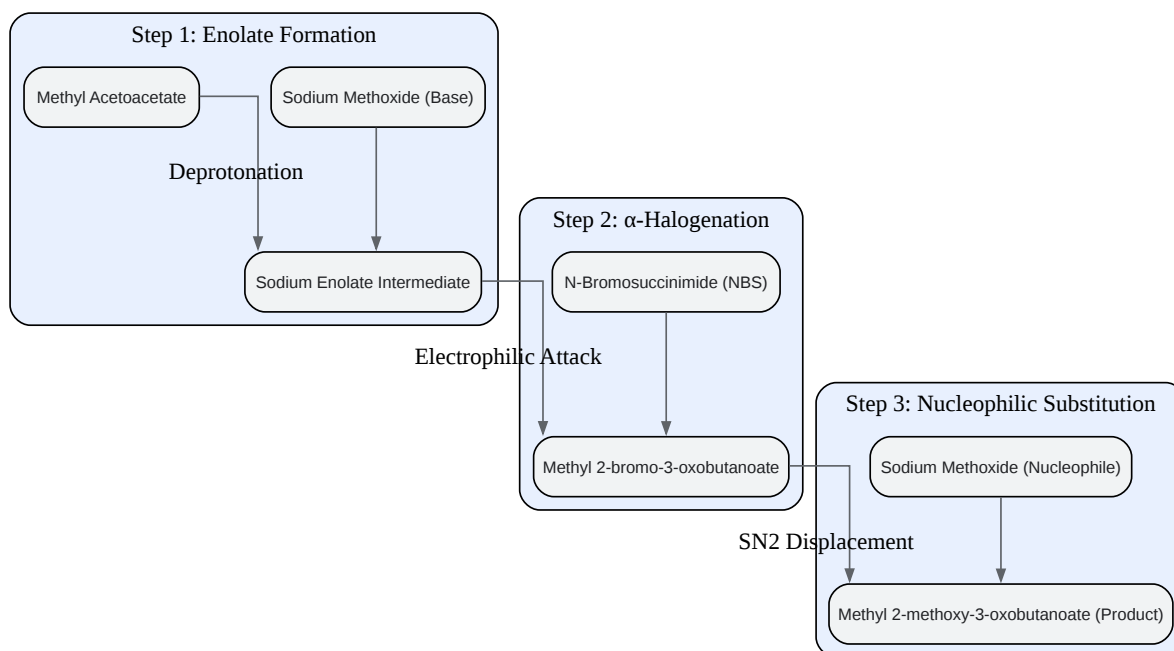 Step 1: Enolate Formation
Methyl Acetoacetate
Sodium Methoxide (Base)
Deprotonation
Sodium Enolate Intermediate
Step 2: α-Halogenation
N-Bromosuccinimide (NBS)
Electrophilic Attack
Methyl 2-bromo-3-oxobutanoate
Step 3: Nucleophilic Substitution
Sodium Methoxide (Nucleophile)
SN2 Displacement
Methyl 2-methoxy-3-oxobutanoate (Product)